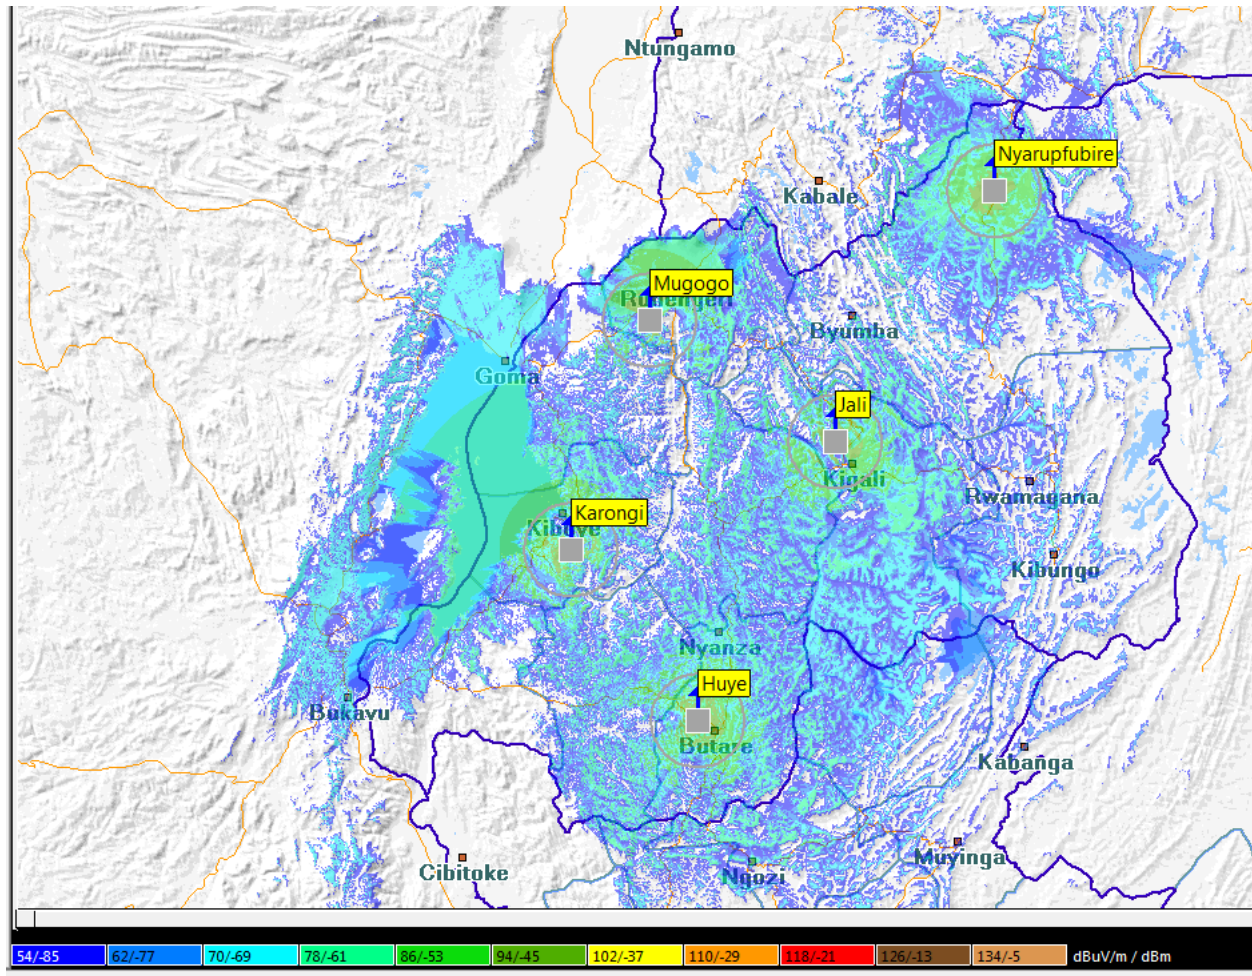 Ntungamo
Nyarupfubire
Kabale
Mugogo
Ruhengeri
Byumba
Goma
Jali
Kigali
Rwamagana
Karongi
Kibuye
Kibungo
Nyanza
Huye
Bukavu
Butare
Kabanga
Muyinga
Cibitoke
Ngozi
54/-85 62/-77 70/-69 78/-61 86/-53 94/-45 102/-37 110/-29 118/-21 126/-13 134/-5 dBuV/m / dBm